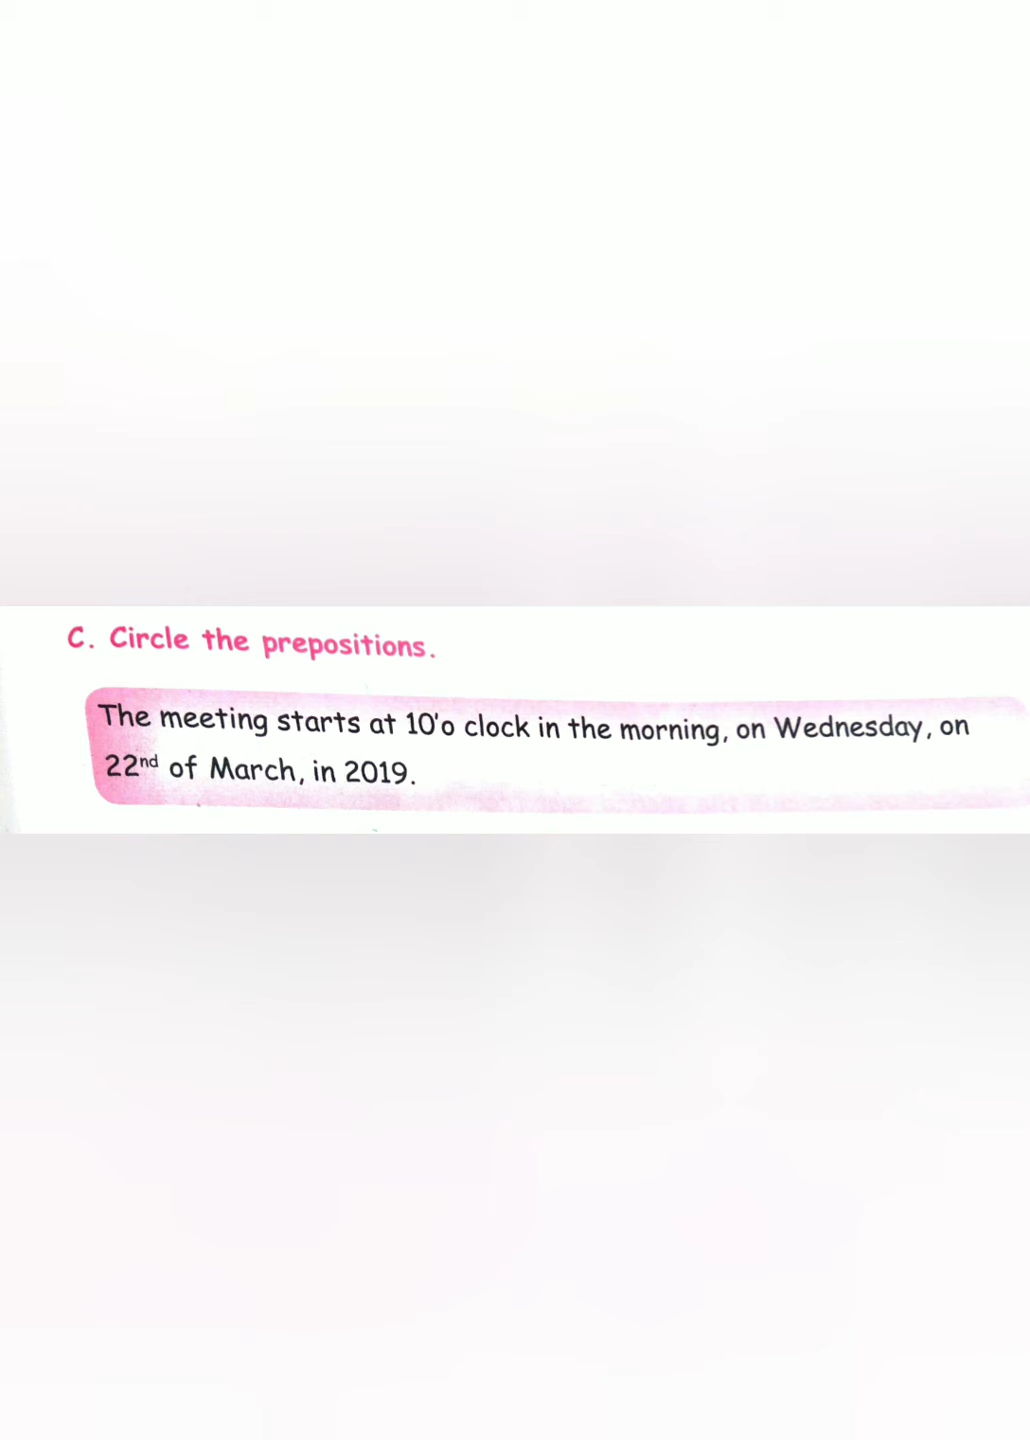 C. Circle the prepositions.
The meeting starts at 10'o clock in the morning, on Wednesday, on
22nd of March, in 2019.